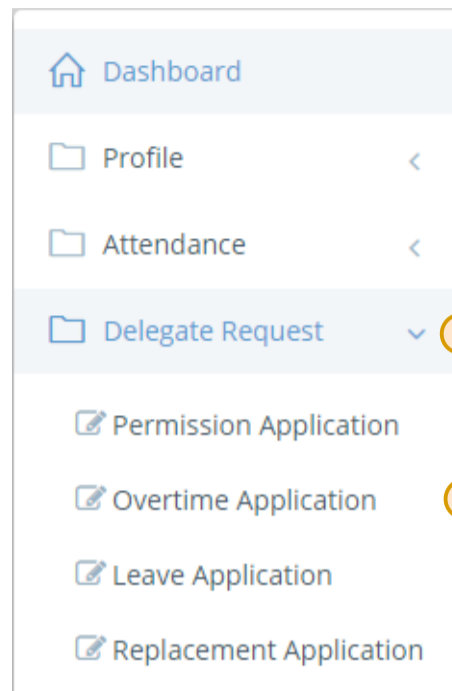 Dashboard
Profile
Attendance
Delegate Request
Permission Application
Overtime Application
Leave Application
Replacement Application